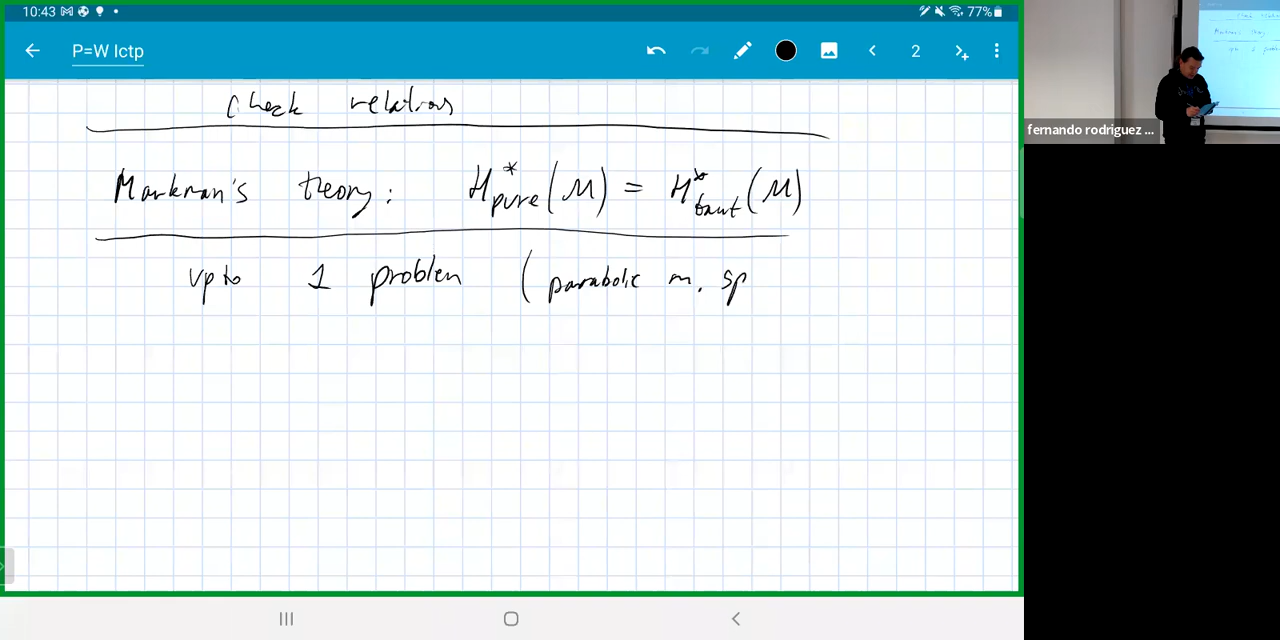 10:43
77%
P=W Ictp
2
Check relations
Markman's theory: H*pure(M) = H*taut(M)
up to 1 problem (parabolic m. sp
fernando rodriguez ...